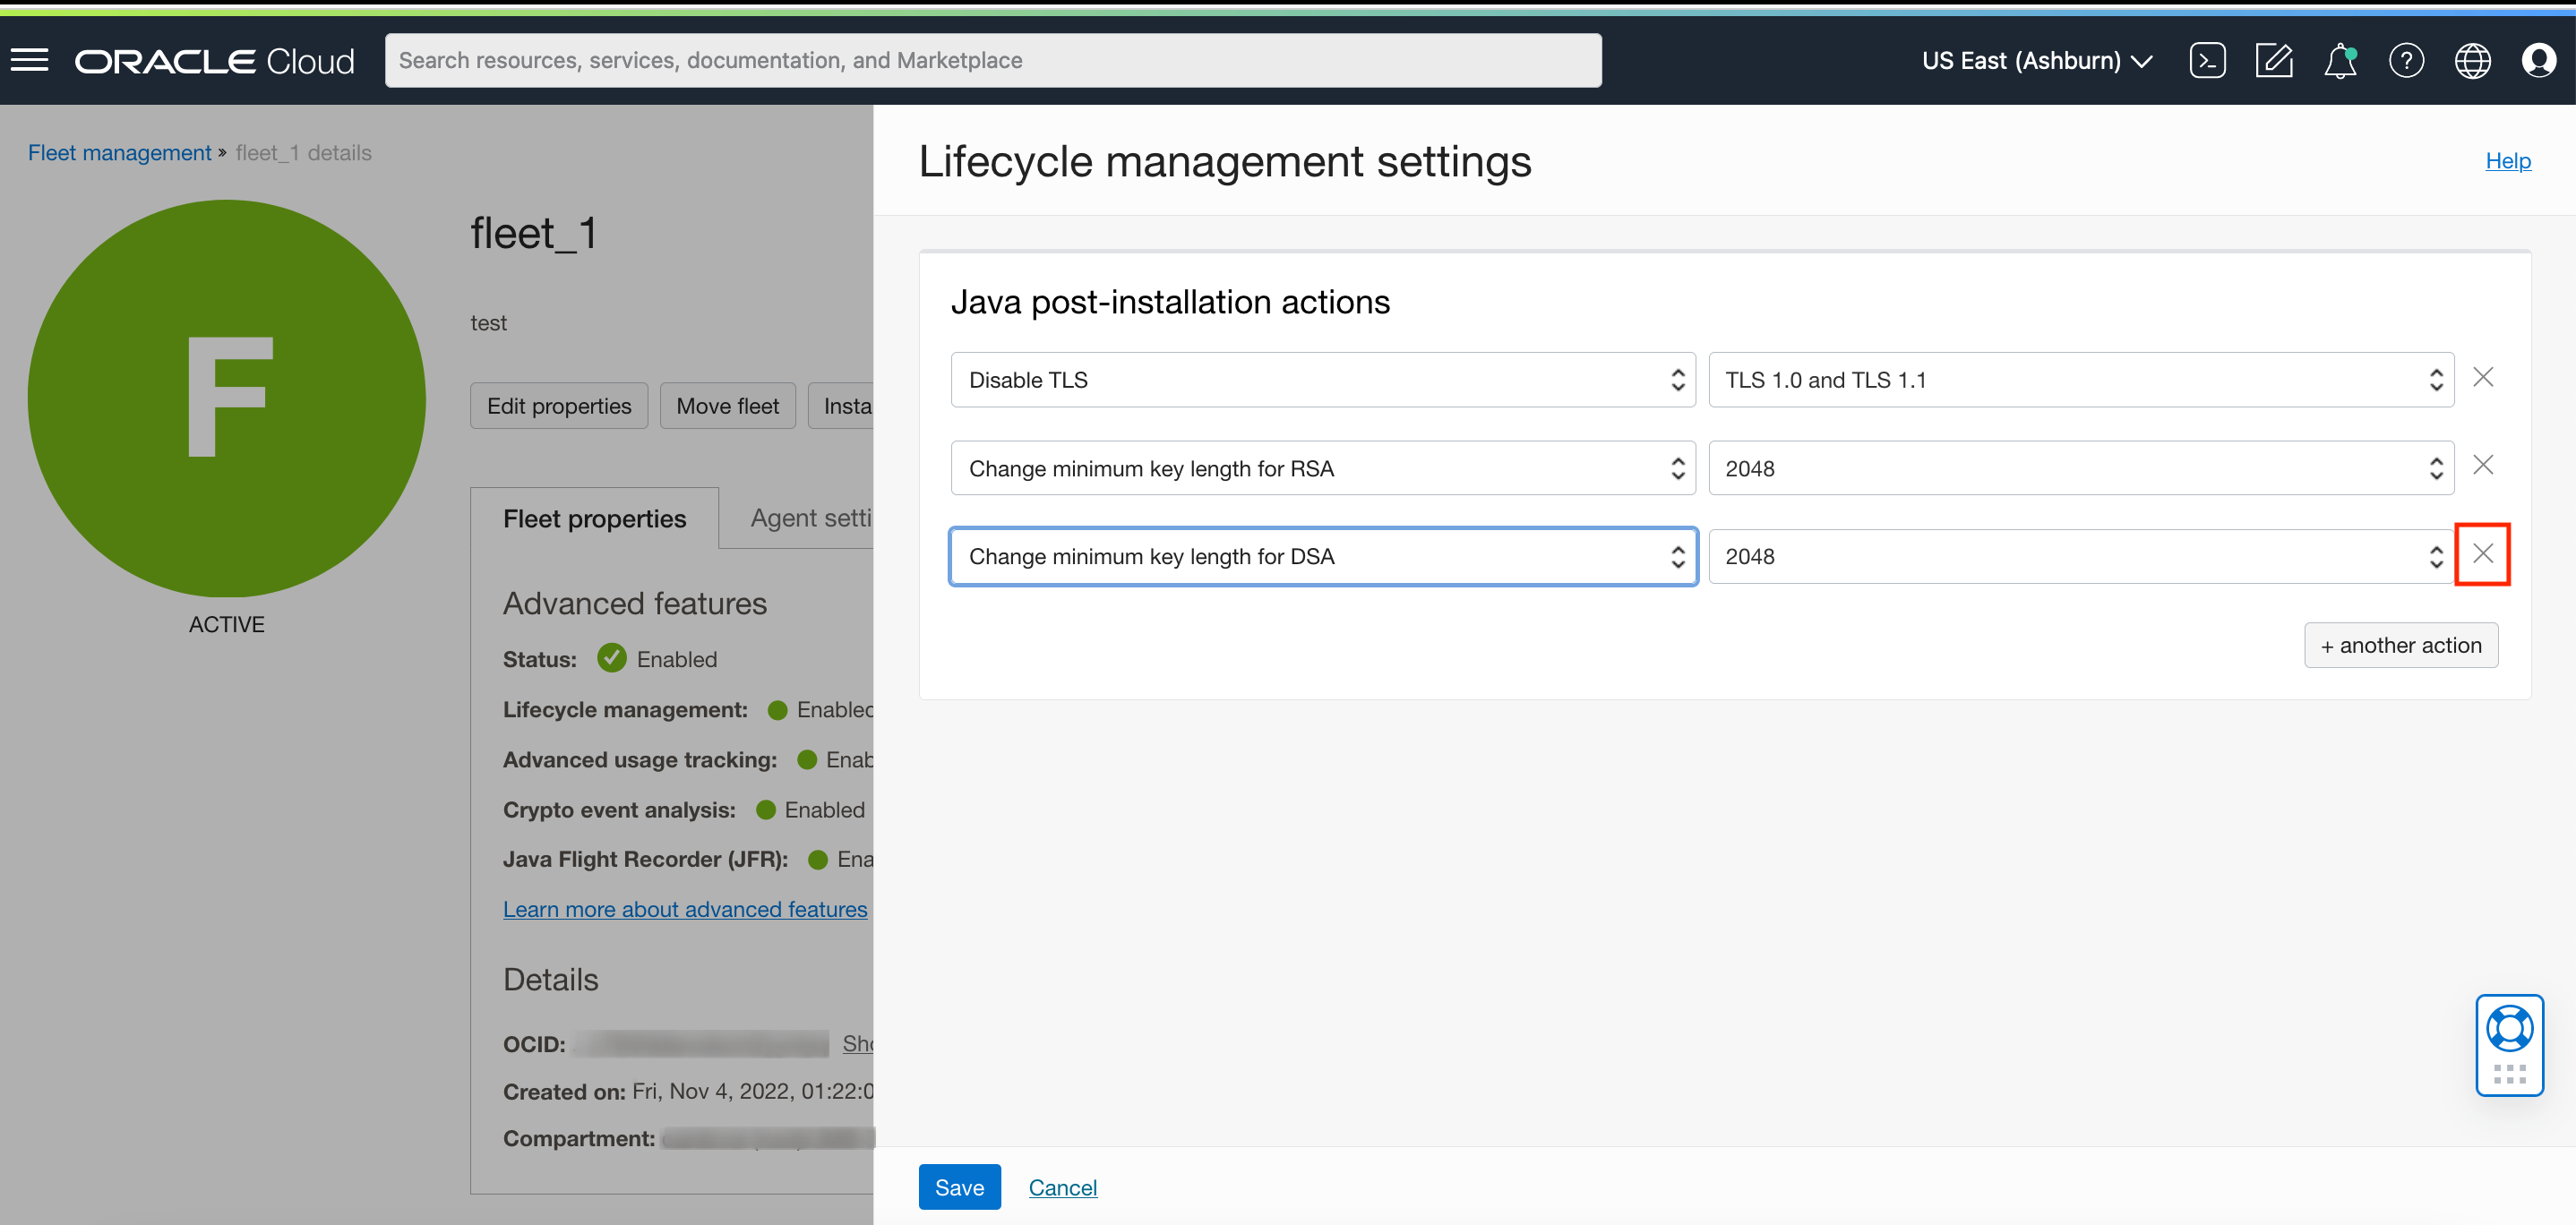 ORACLE Cloud
Search resources, services, documentation, and Marketplace
US East (Ashburn)
Fleet management » fleet_1 details
F
ACTIVE
fleet_1
test
Edit properties
Move fleet
Insta
Fleet properties
Agent setti
Advanced features
Status: Enabled
Lifecycle management: Enabled
Advanced usage tracking: Enab
Crypto event analysis: Enabled
Java Flight Recorder (JFR): Ena
Learn more about advanced features
Details
OCID: Sho
Created on: Fri, Nov 4, 2022, 01:22:0
Compartment:
Lifecycle management settings
Help
Java post-installation actions
Disable TLS
TLS 1.0 and TLS 1.1
Change minimum key length for RSA
2048
Change minimum key length for DSA
2048
+ another action
Save
Cancel